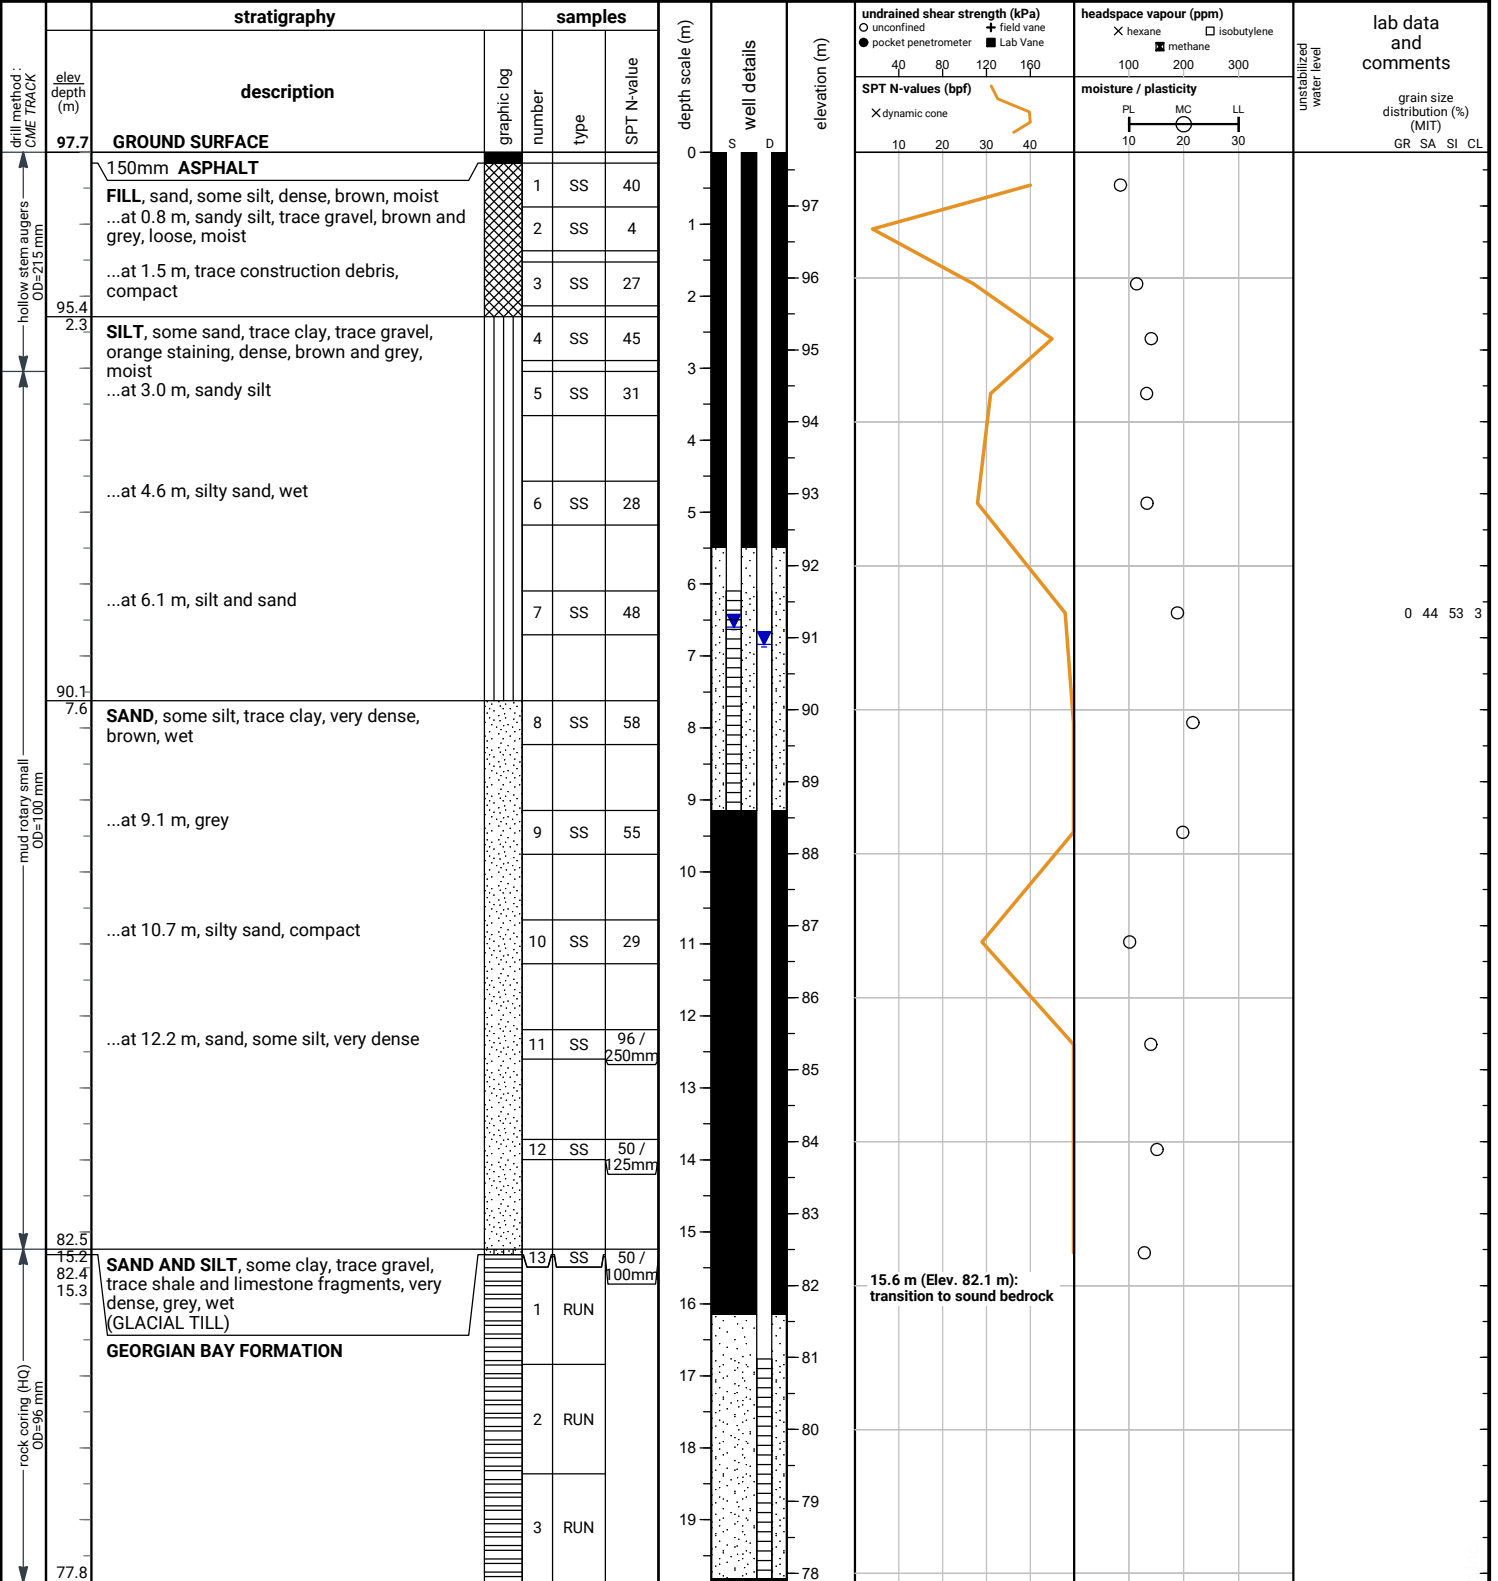 drill method :
CME TRACK
stratigraphy
samples
elev
depth
(m)
description
graphic log
number
type
SPT N-value
depth scale (m)
well details
elevation (m)
undrained shear strength (kPa)
unconfined
field vane
pocket penetrometer
Lab Vane
40 80 120 160
SPT N-values (bpf)
dynamic cone
10 20 30 40
headspace vapour (ppm)
hexane
isobutylene
methane
100 200 300
moisture / plasticity
PL MC LL
10 20 30
unstabilized
water level
lab data
and
comments
grain size
distribution (%)
(MIT)
GR SA SI CL
97.7
GROUND SURFACE
S D
hollow stem augers
OD=215 mm
mud rotary small
OD=100 mm
rock coring (HQ)
OD=96 mm
150mm ASPHALT
FILL, sand, some silt, dense, brown, moist
...at 0.8 m, sandy silt, trace gravel, brown and
grey, loose, moist
...at 1.5 m, trace construction debris,
compact
95.4
2.3
SILT, some sand, trace clay, trace gravel,
orange staining, dense, brown and grey,
moist
...at 3.0 m, sandy silt
...at 4.6 m, silty sand, wet
...at 6.1 m, silt and sand
90.1
7.6
SAND, some silt, trace clay, very dense,
brown, wet
...at 9.1 m, grey
...at 10.7 m, silty sand, compact
...at 12.2 m, sand, some silt, very dense
82.5
15.2
82.4
15.3
SAND AND SILT, some clay, trace gravel,
trace shale and limestone fragments, very
dense, grey, wet
(GLACIAL TILL)
GEORGIAN BAY FORMATION
77.8
1 SS 40
2 SS 4
3 SS 27
4 SS 45
5 SS 31
6 SS 28
7 SS 48
8 SS 58
9 SS 55
10 SS 29
11 SS 96 /
250mm
12 SS 50 /
125mm
13 SS 50 /
100mm
1 RUN
2 RUN
3 RUN
0
1
2
3
4
5
6
7
8
9
10
11
12
13
14
15
16
17
18
19
97
96
95
94
93
92
91
90
89
88
87
86
85
84
83
82
81
80
79
78
0 44 53 3
15.6 m (Elev. 82.1 m):
transition to sound bedrock